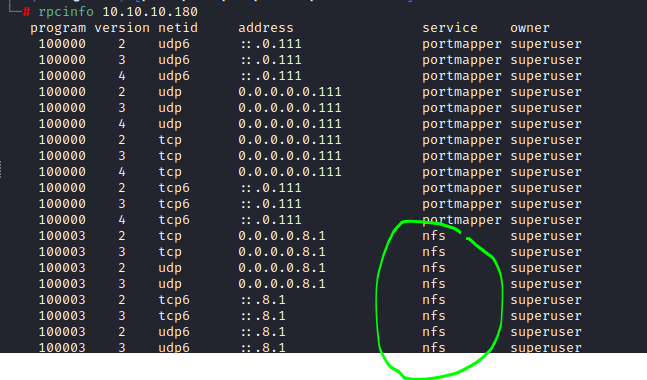 # rpcinfo 10.10.10.180
program version netid address service owner
100000 2 udp6 ::.0.111 portmapper superuser
100000 3 udp6 ::.0.111 portmapper superuser
100000 4 udp6 ::.0.111 portmapper superuser
100000 2 udp 0.0.0.0.0.111 portmapper superuser
100000 3 udp 0.0.0.0.0.111 portmapper superuser
100000 4 udp 0.0.0.0.0.111 portmapper superuser
100000 2 tcp 0.0.0.0.0.111 portmapper superuser
100000 3 tcp 0.0.0.0.0.111 portmapper superuser
100000 4 tcp 0.0.0.0.0.111 portmapper superuser
100000 2 tcp6 ::.0.111 portmapper superuser
100000 3 tcp6 ::.0.111 portmapper superuser
100000 4 tcp6 ::.0.111 portmapper superuser
100003 2 tcp 0.0.0.0.8.1 nfs superuser
100003 3 tcp 0.0.0.0.8.1 nfs superuser
100003 2 udp 0.0.0.0.8.1 nfs superuser
100003 3 udp 0.0.0.0.8.1 nfs superuser
100003 2 tcp6 ::.8.1 nfs superuser
100003 3 tcp6 ::.8.1 nfs superuser
100003 2 udp6 ::.8.1 nfs superuser
100003 3 udp6 ::.8.1 nfs superuser